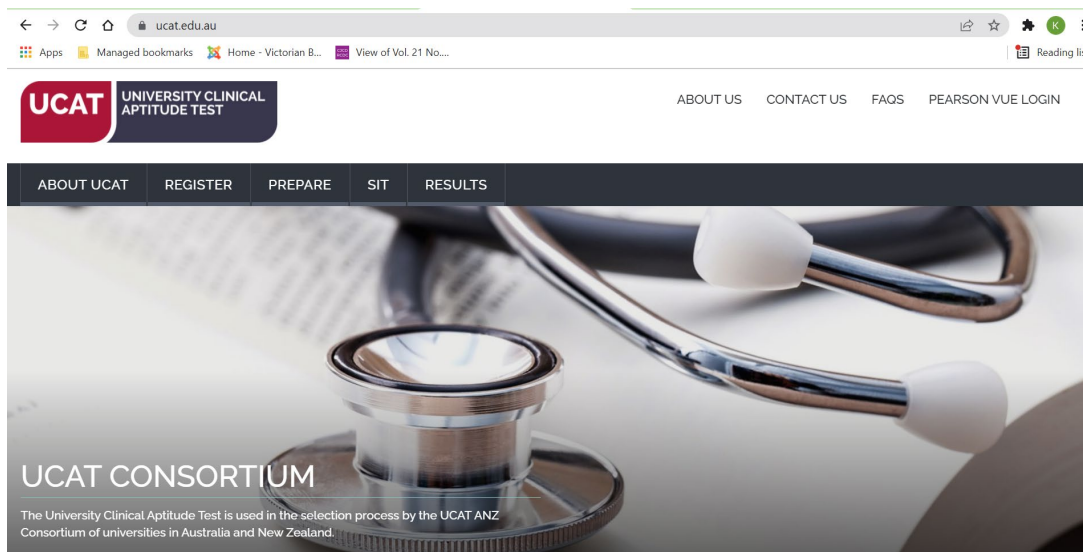 ucat.edu.au
K
Apps
Managed bookmarks
Home - Victorian B...
View of Vol. 21 No....
Reading lis
UCAT
UNIVERSITY CLINICAL
APTITUDE TEST
ABOUT US
CONTACT US
FAQS
PEARSON VUE LOGIN
ABOUT UCAT
REGISTER
PREPARE
SIT
RESULTS
UCAT CONSORTIUM
The University Clinical Aptitude Test is used in the selection process by the UCAT ANZ
Consortium of universities in Australia and New Zealand.